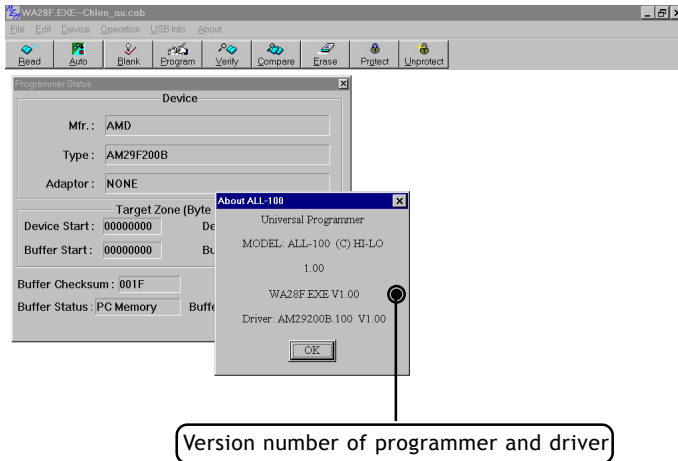 WA28F.EXE--Chlen_au.cab
File Edit Device Operation USB Info About
Read Auto Blank Program Verify Compare Erase Protect Unprotect
Programmer Status
Device
Mfr. : AMD
Type : AM29F200B
Adaptor : NONE
Target Zone (Byte
Device Start : 00000000 De
Buffer Start : 00000000 Bu
Buffer Checksum : 001F
Buffer Status : PC Memory Buffe
About ALL-100
Universal Programmer
MODEL: ALL-100 (C) HI-LO
1.00
WA28F.EXE V1.00
Driver: AM29200B.100 V1.00
OK
Version number of programmer and driver